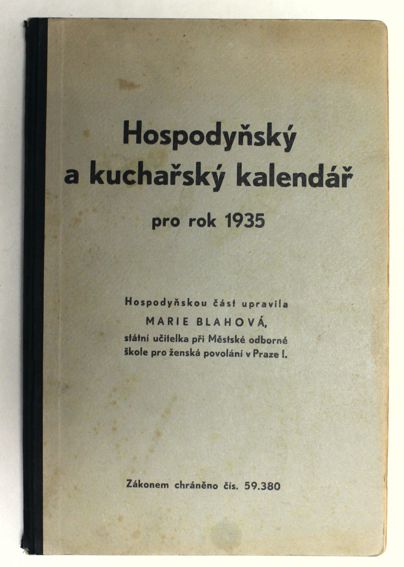 Hospodyňský
a kuchařský kalendář
pro rok 1935
Hospodyňskou část upravila
MARIE BLAHOVÁ,
státní učitelka při Městské odborné
škole pro ženská povolání v Praze I.
Zákonem chráněno čís. 59.380